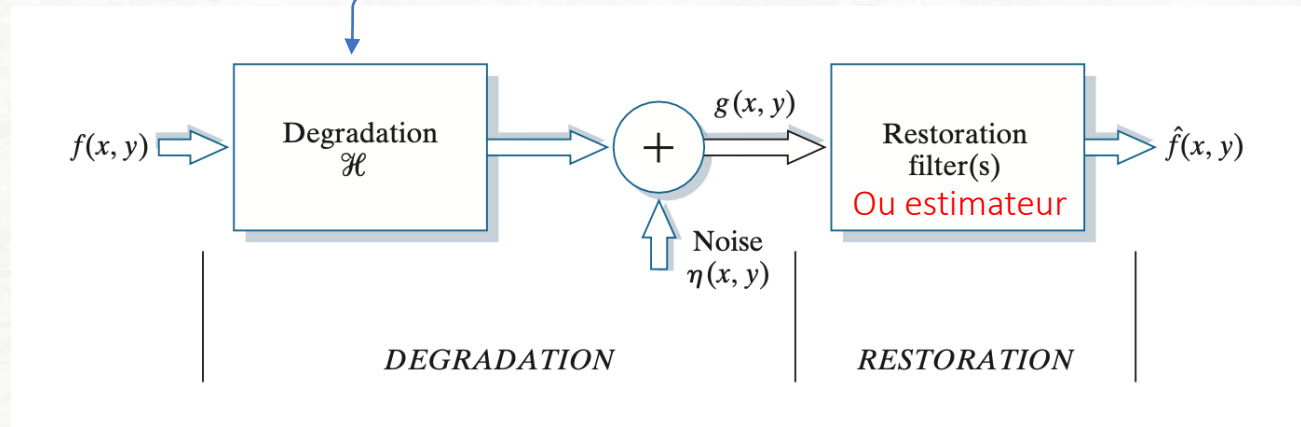 f(x, y)
Degradation
ℋ
+
g(x, y)
Noise
η(x, y)
Restoration
filter(s)
Ou estimateur
f̂(x, y)
DEGRADATION
RESTORATION